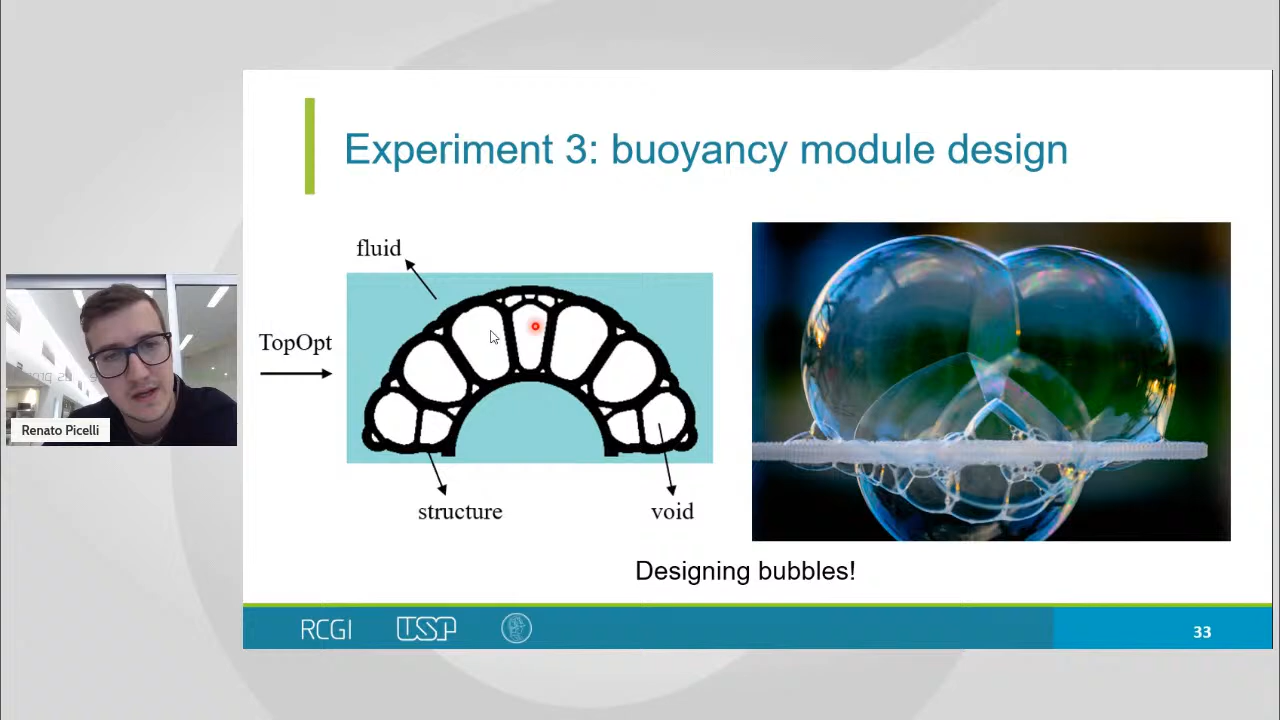 Experiment 3: buoyancy module design
fluid
TopOpt
structure
void
Designing bubbles!
Renato Picelli
RCGI
USP
33